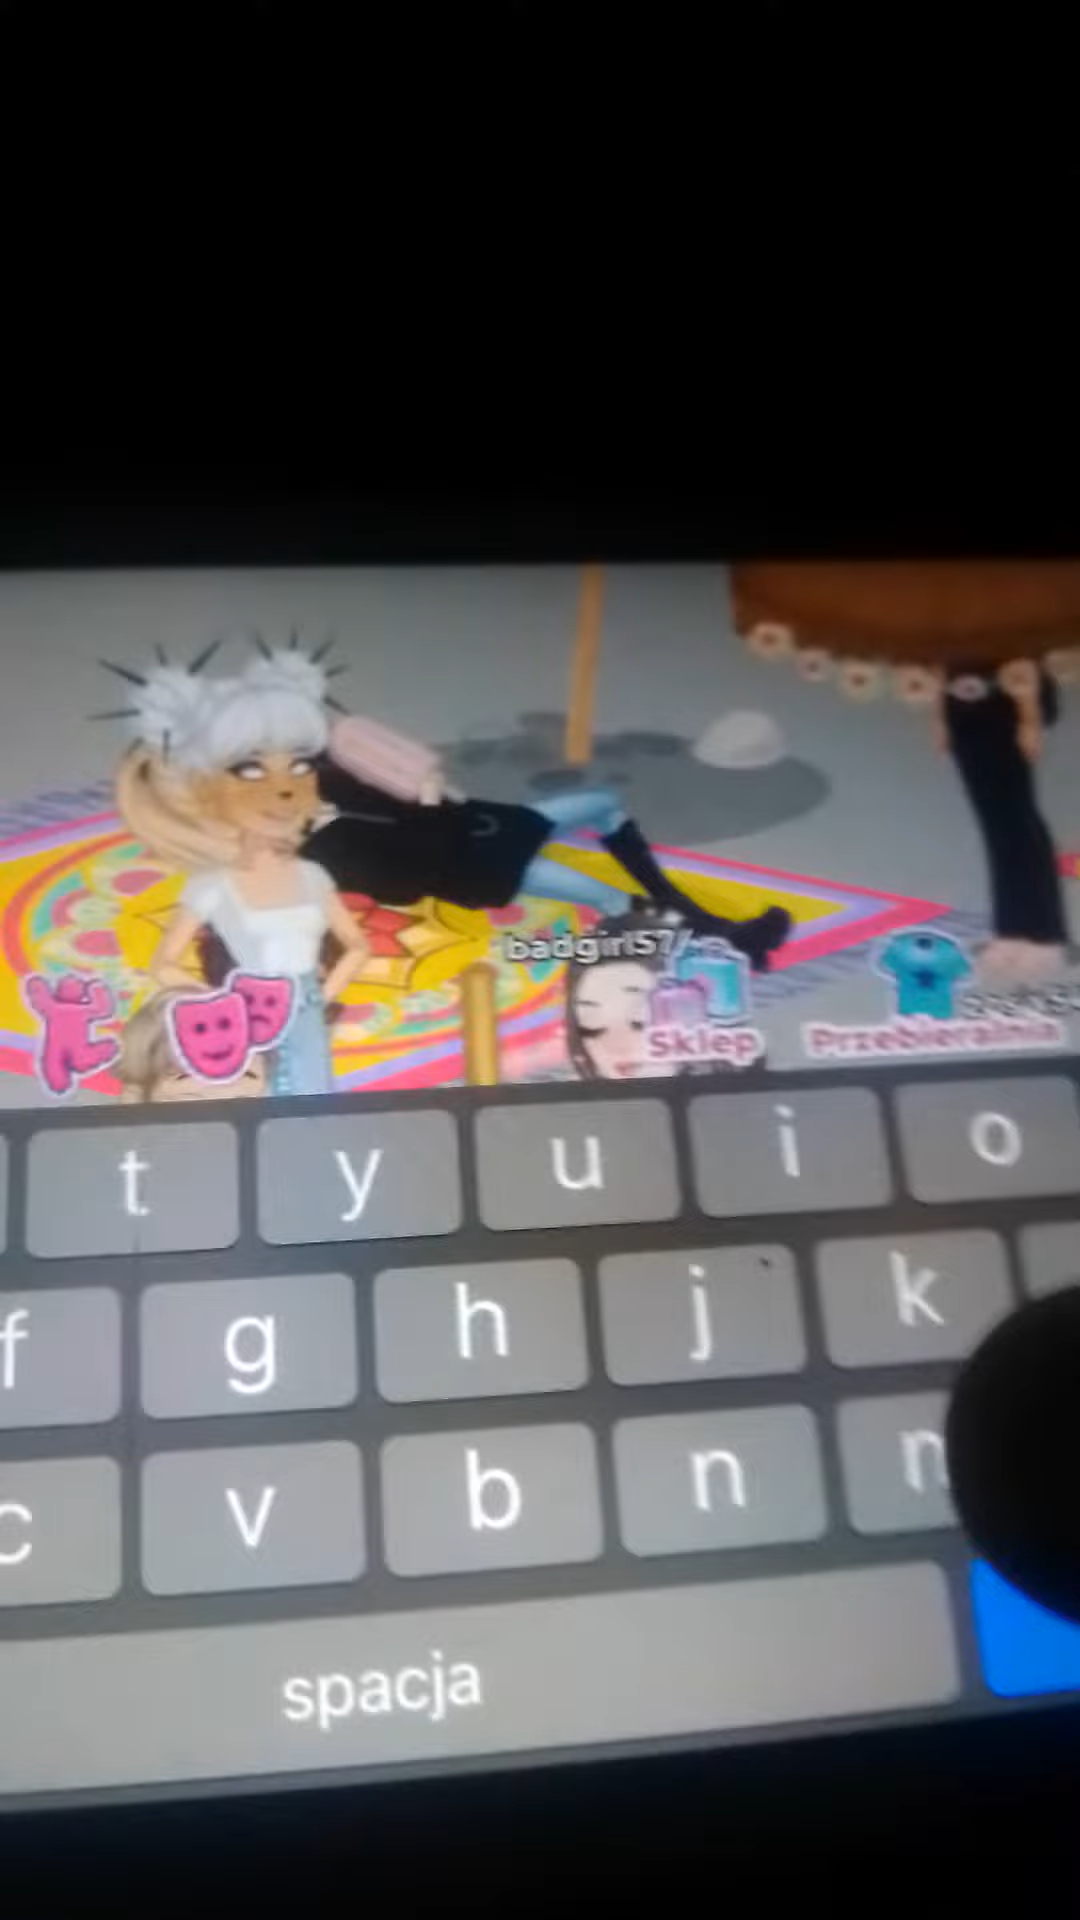 badgirl57
Sklep
Przebieralnia
t y u i o
f g h j k
c v b n
spacja